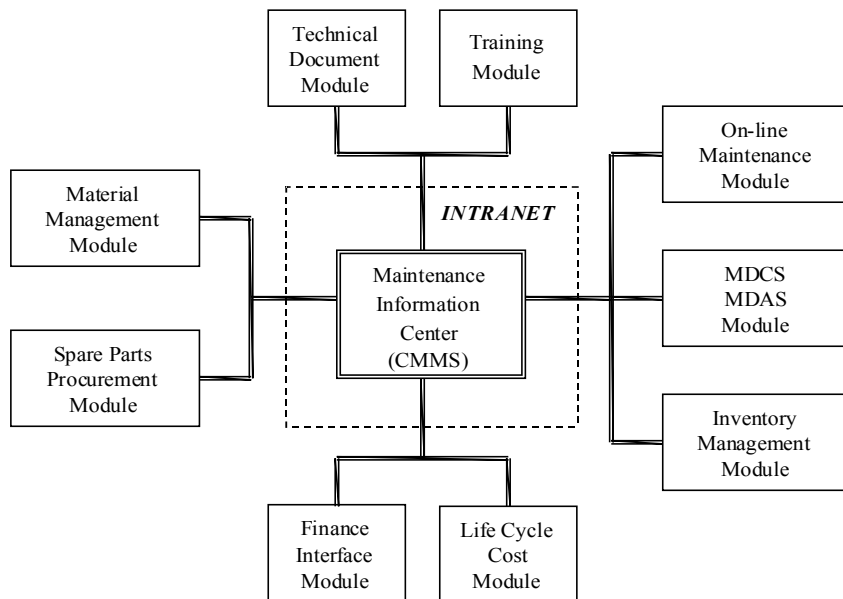 Technical
Document
Module
Training
Module
On-line
Maintenance
Module
Material
Management
Module
INTRANET
Maintenance
Information
Center
(CMMS)
MDCS
MDAS
Module
Spare Parts
Procurement
Module
Inventory
Management
Module
Finance
Interface
Module
Life Cycle
Cost
Module